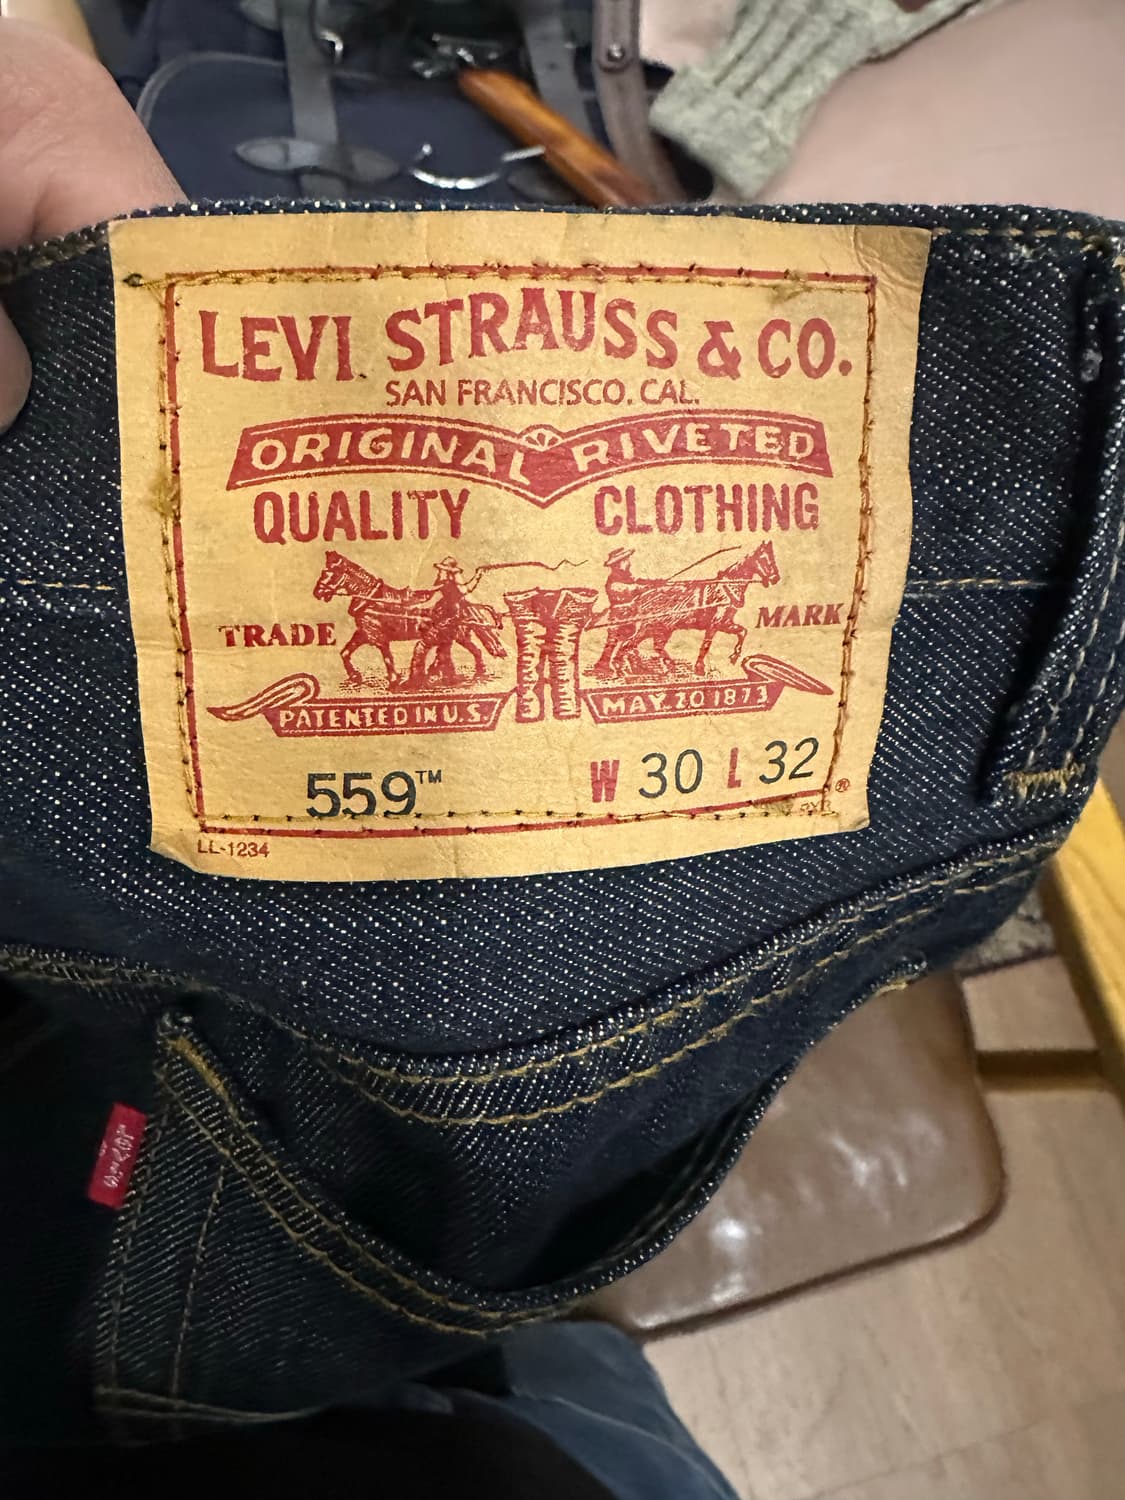 LEVI STRAUSS & CO.
SAN FRANCISCO. CAL.
ORIGINAL RIVETED
QUALITY CLOTHING
TRADE MARK
PATENTED IN U.S. MAY 20 1873
559™ W 30 L 32
®
LL-1234
LEVI'S